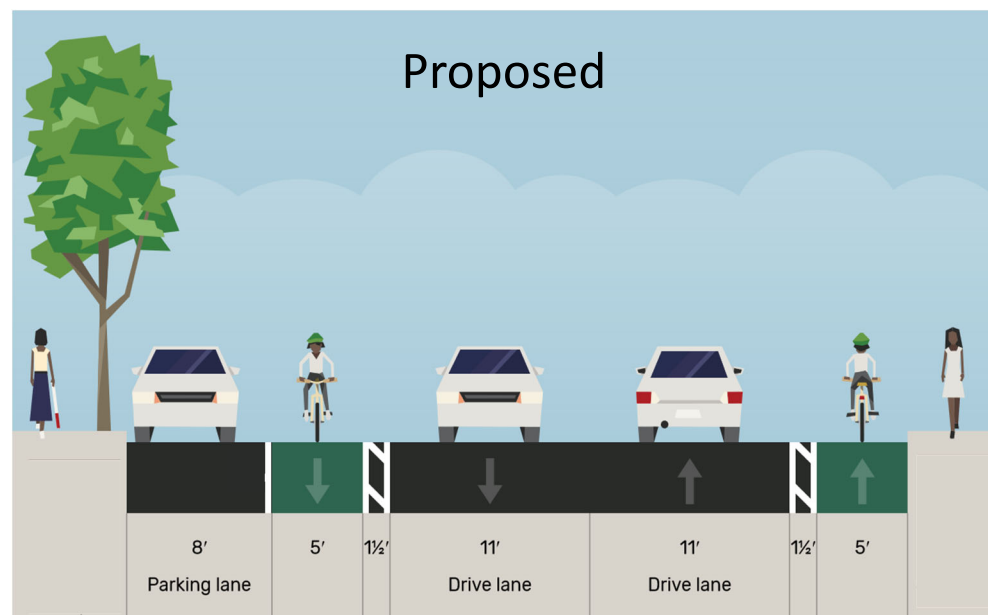 Proposed
8′ 5′ 1½′ 11′ 11′ 1½′ 5′
Parking lane Drive lane Drive lane